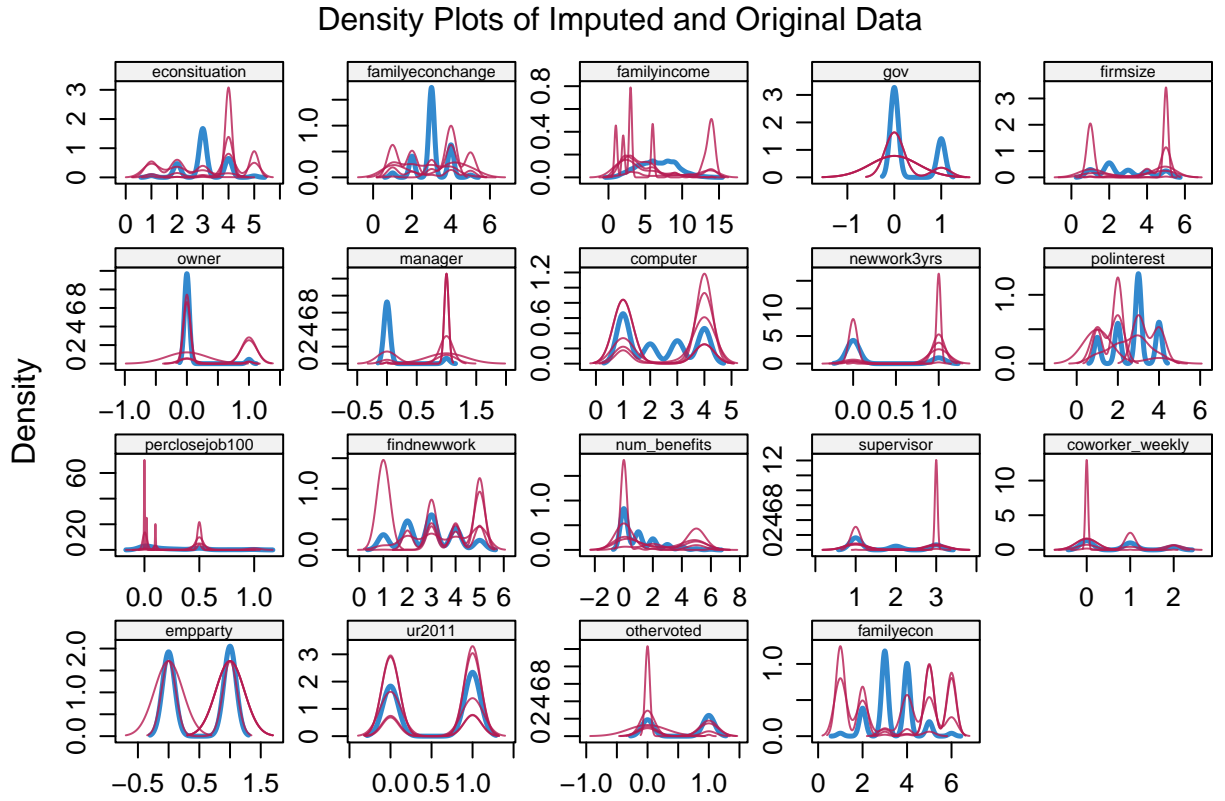 Density Plots of Imputed and Original Data
econsituation familyeconchange familyincome gov firmsize
0 1 2 3 0.0 1.0 0.0 0.4 0.8 0 1 2 3 0 1 2 3
0 1 2 3 4 5 0 2 4 6 0 5 10 15 −1 0 1 0 2 4 6
owner manager computer newwork3yrs polinterest
0 2 4 6 8 0 2 4 6 8 0.0 0.6 1.2 0 5 10 0.0 1.0
−1.0 0.0 1.0 −0.5 0.5 1.5 0 1 2 3 4 5 0.0 0.5 1.0 0 2 4 6
Density
perclosejob100 findnewwork num_benefits supervisor coworker_weekly
0 20 60 0.0 1.0 0.0 1.0 0 2 4 6 8 12 0 5 10
0.0 0.5 1.0 0 1 2 3 4 5 6 −2 0 2 4 6 8 1 2 3 0 1 2
empparty ur2011 othervoted familyecon
0.0 1.0 2.0 0 1 2 3 0 2 4 6 8 0.0 1.0
−0.5 0.5 1.5 0.0 0.5 1.0 −1.0 0.0 1.0 0 2 4 6